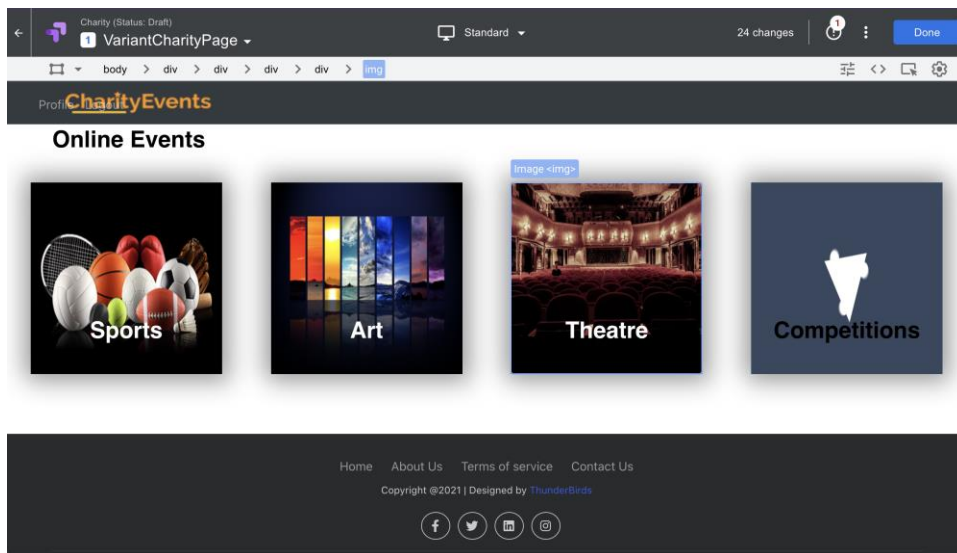 Charity (Status: Draft)
1 VariantCharityPage
Standard
24 changes
1
Done
body > div > div > div > div > img
Profile Logout
CharityEvents
Online Events
Image <img>
Sports
Art
Theatre
Competitions
Home About Us Terms of service Contact Us
Copyright @2021 | Designed by ThunderBirds